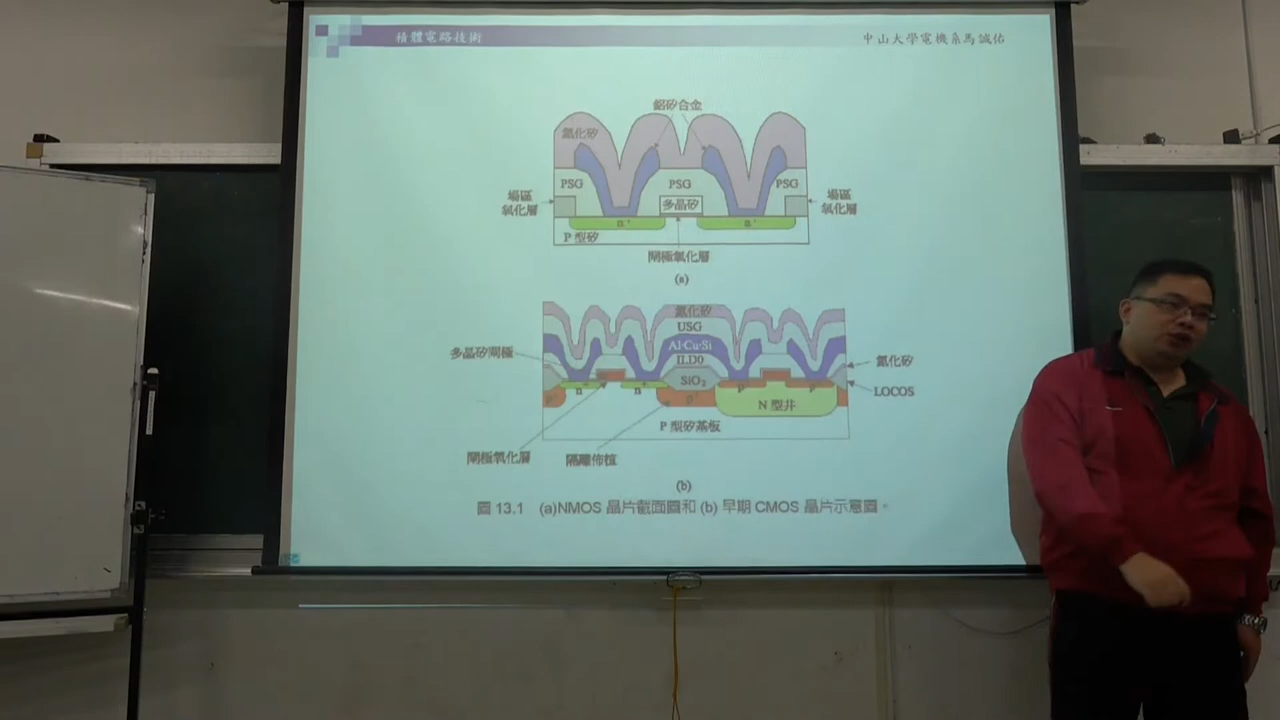 積體電路技術
中山大學電機系馬誠佑
鋁矽合金
氮化矽
PSG
PSG
PSG
場區
氧化層
多晶矽
場區
氧化層
n⁺
n⁺
P 型矽
閘極氧化層
(a)
氮化矽
USG
多晶矽閘極
Al·Cu·Si
ILD0
氮化矽
SiO₂
LOCOS
N 型井
P 型矽基板
閘極氧化層
隔離佈植
(b)
圖 13.1 (a)NMOS 晶片截面圖和 (b) 早期 CMOS 晶片示意圖。